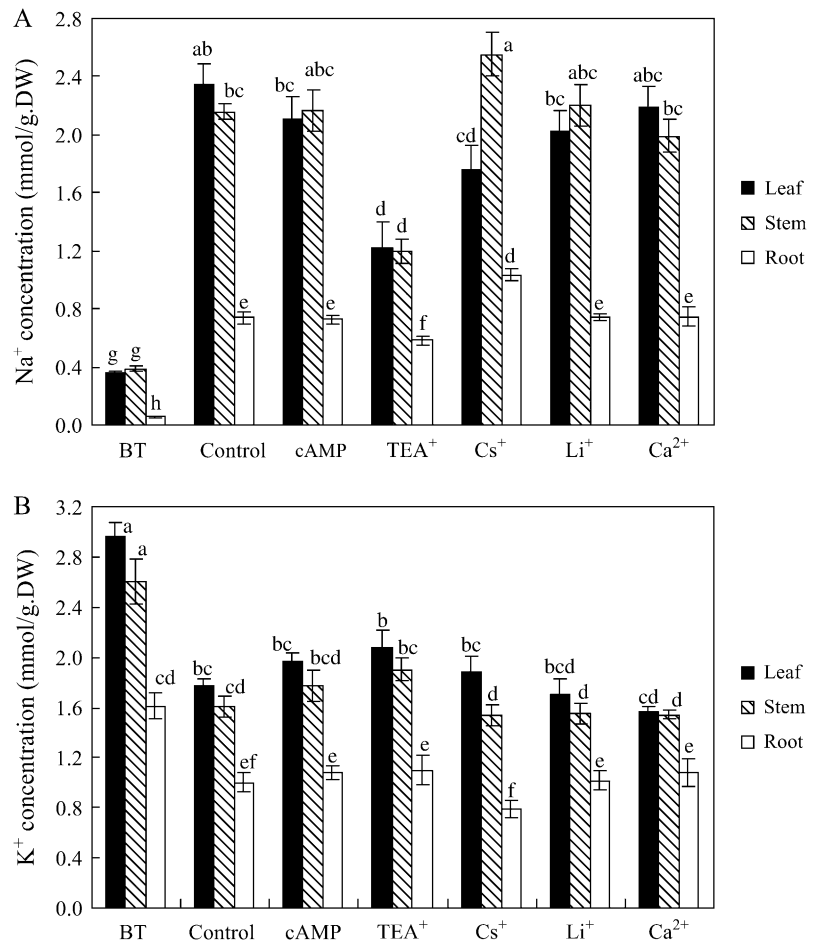 A
Na⁺ concentration (mmol/g.DW)
2.8
2.4
2.0
1.6
1.2
0.8
0.4
0.0
g g h
ab bc e
bc abc e
d d f
cd a d
bc abc e
abc bc e
BT Control cAMP TEA⁺ Cs⁺ Li⁺ Ca²⁺
Leaf
Stem
Root
B
K⁺ concentration (mmol/g.DW)
3.2
2.8
2.4
2.0
1.6
1.2
0.8
0.4
0.0
a a cd
bc cd ef
bc bcd e
b bc e
bc d f
bcd d e
cd d e
BT Control cAMP TEA⁺ Cs⁺ Li⁺ Ca²⁺
Leaf
Stem
Root